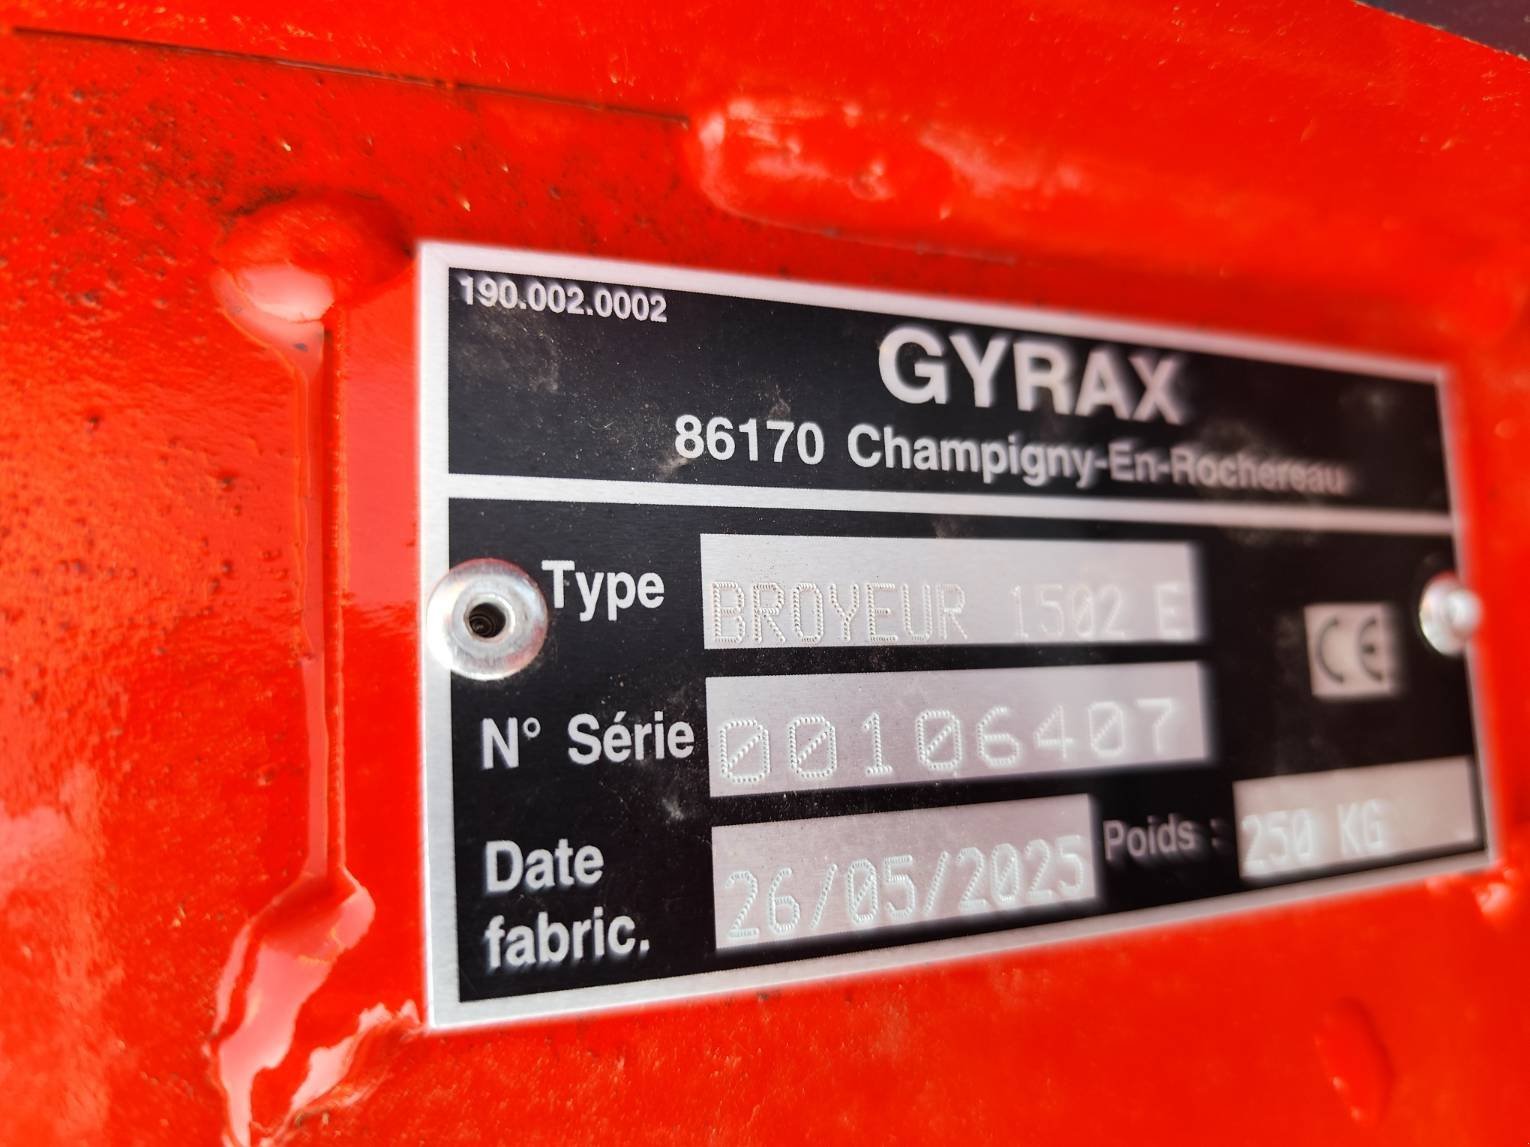 190.002.0002
GYRAX
86170 Champigny-En-Rochereau
Type BROYEUR 1502 E
CE
N° Série 00106407
Date fabric. 26/05/2025 Poids : 250 KG